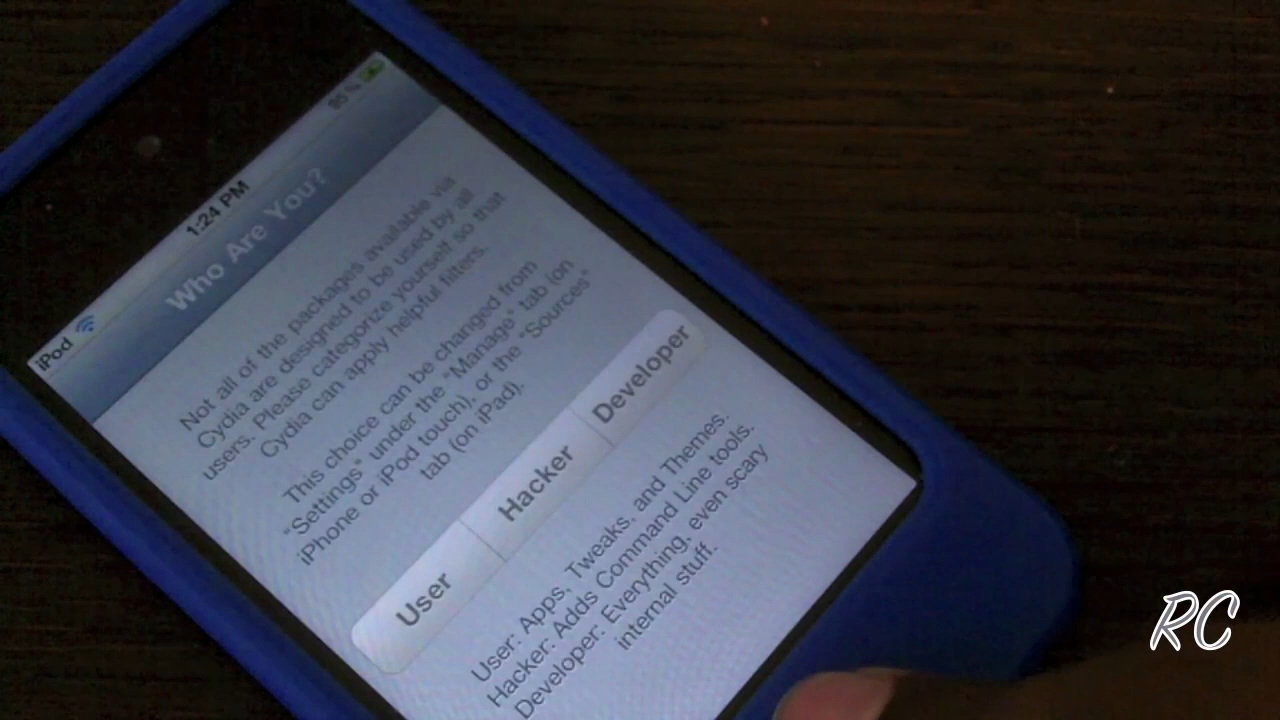 iPod 1:24 PM 95 %
Who Are You?
Not all of the packages available via
Cydia are designed to be used by all
users. Please categorize yourself so that
Cydia can apply helpful filters.
This choice can be changed from
"Settings" under the "Manage" tab (on
iPhone or iPod touch), or the "Sources"
tab (on iPad).
User Hacker Developer
User: Apps, Tweaks, and Themes.
Hacker: Adds Command Line tools.
Developer: Everything, even scary
internal stuff.
RC